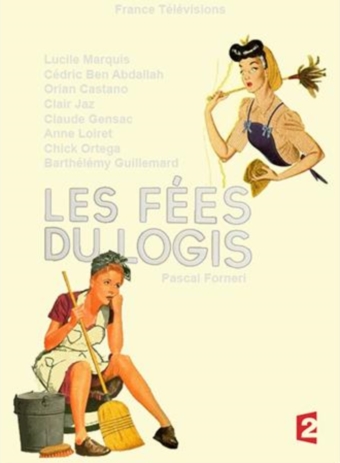 France Télévisions
Lucile Marquis
Cédric Ben Abdallah
Orian Castano
Clair Jaz
Claude Gensac
Anne Loiret
Chick Ortega
Barthélémy Guillemard
LES FÉES
DU LOGIS
Pascal Forneri
2